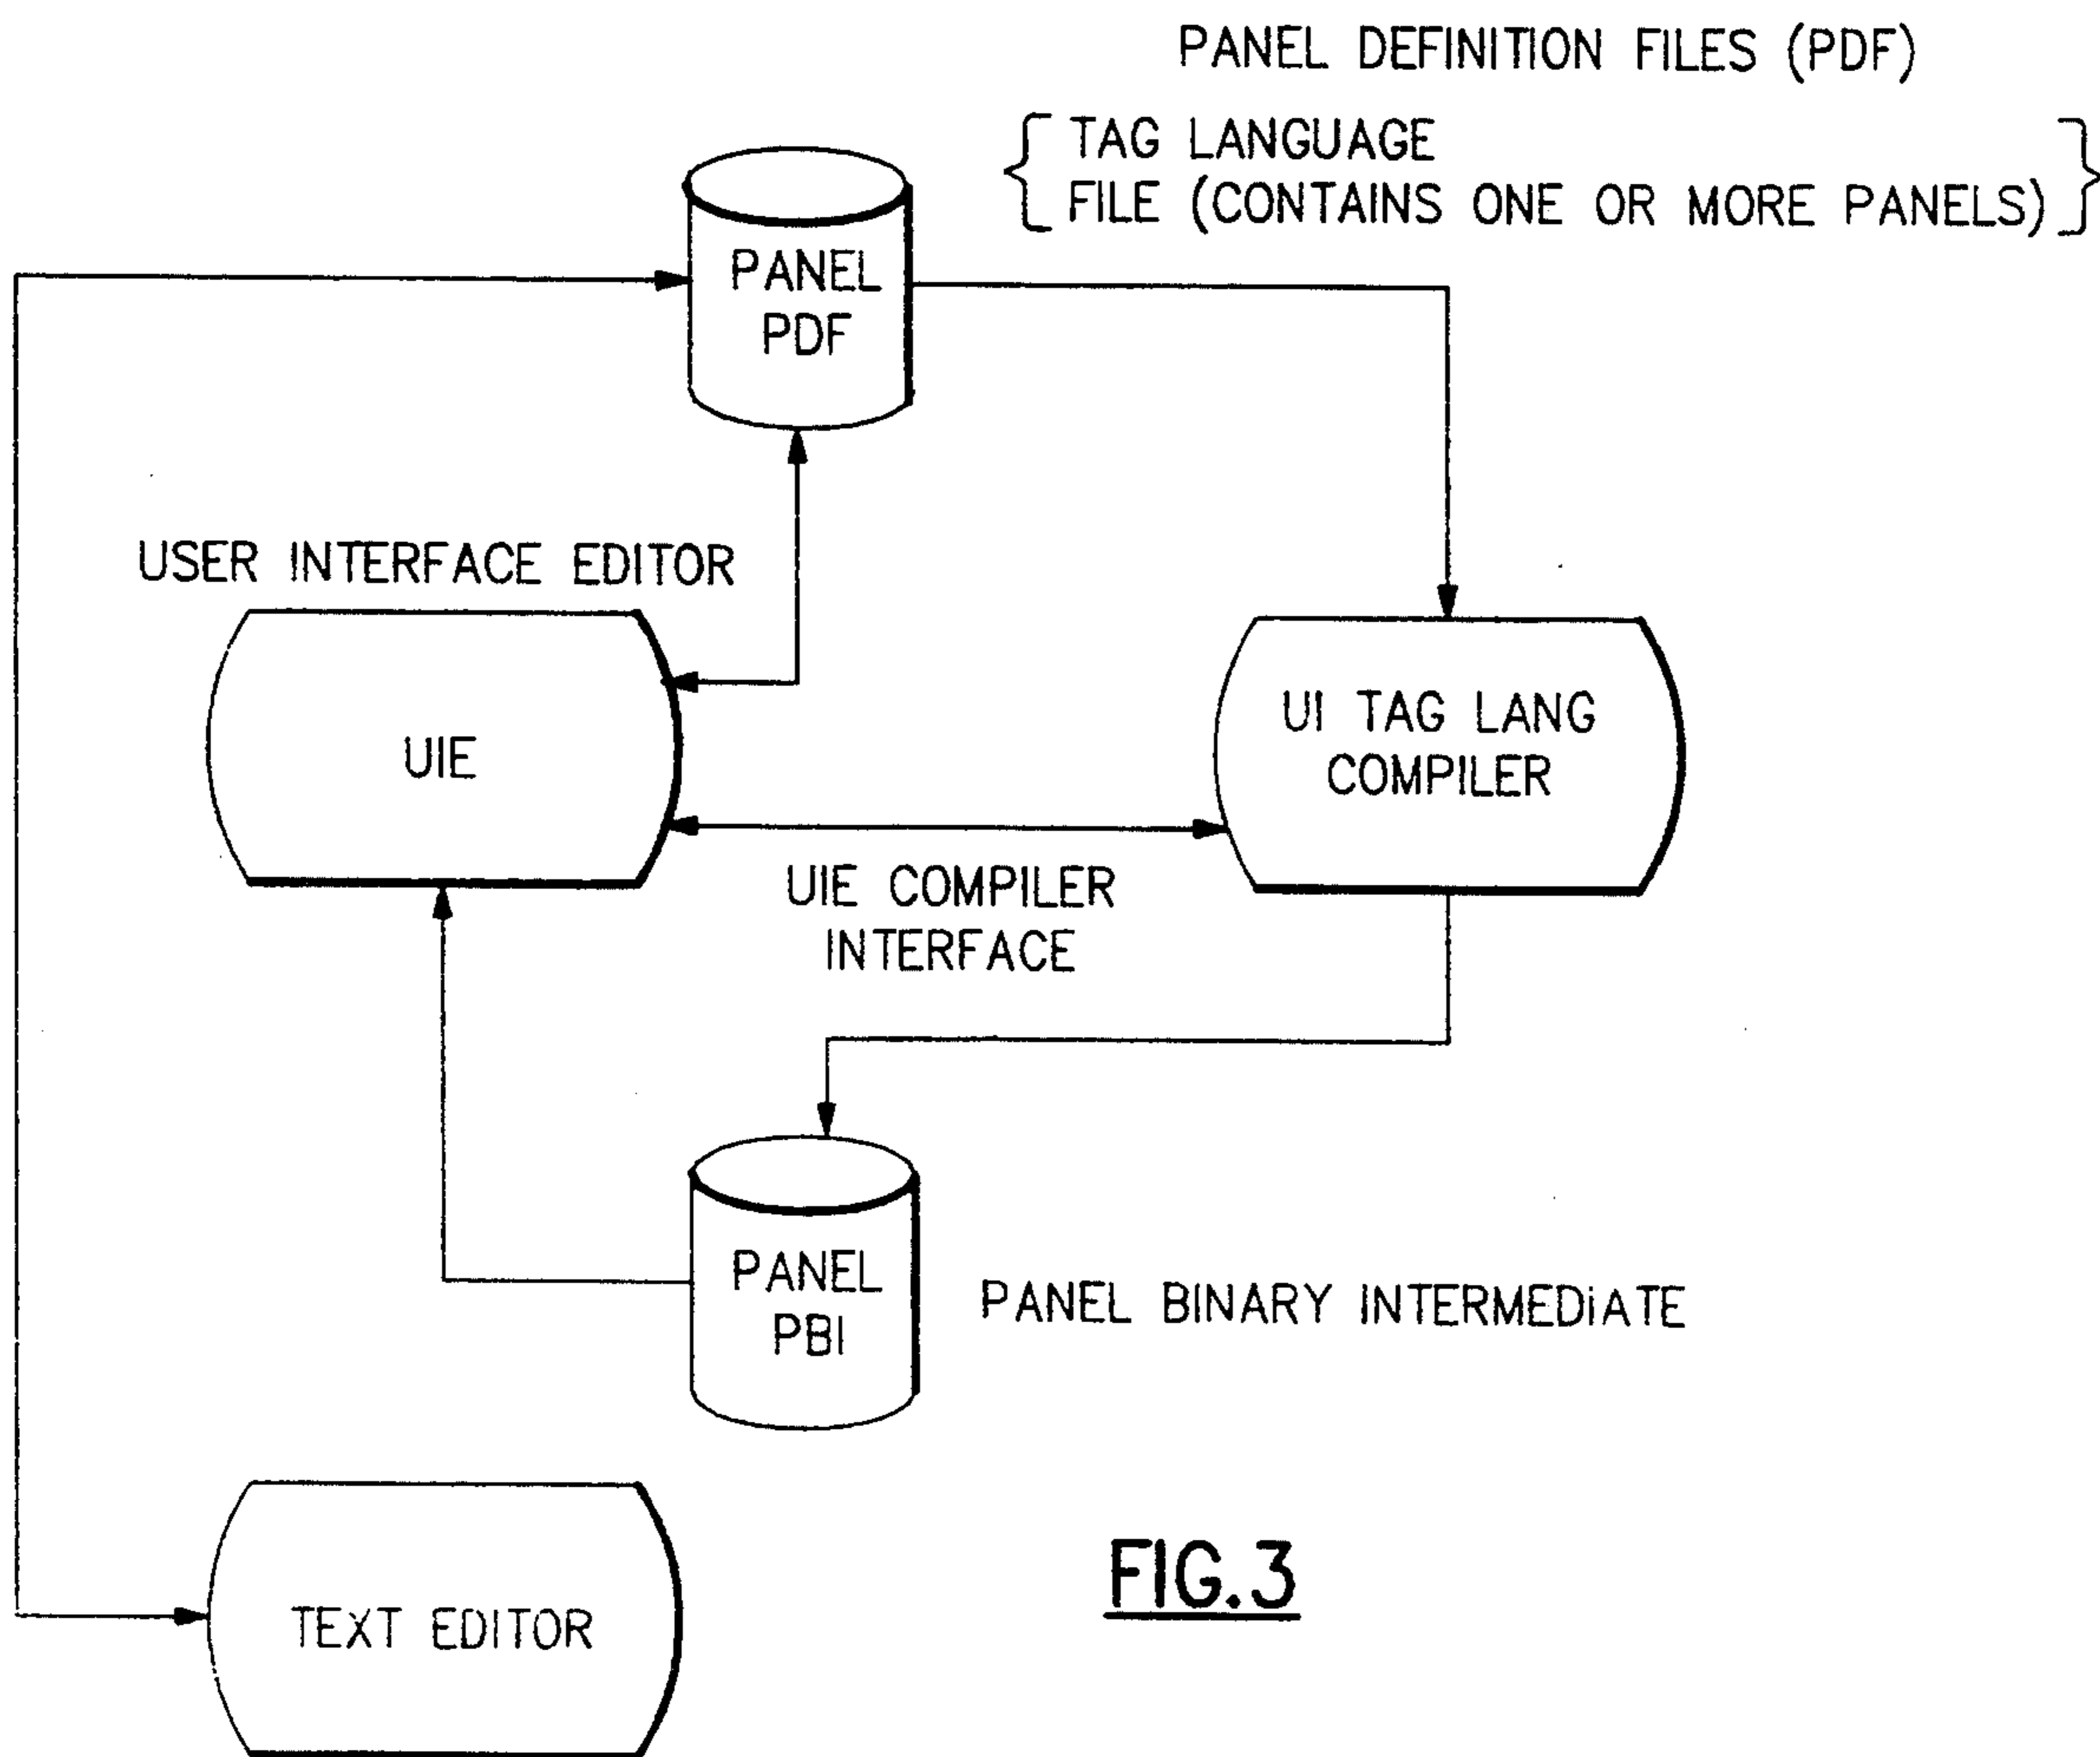 PANEL DEFINITION FILES (PDF)
TAG LANGUAGE
FILE (CONTAINS ONE OR MORE PANELS)
PANEL
PDF
USER INTERFACE EDITOR
UIE
UI TAG LANG
COMPILER
UIE COMPILER
INTERFACE
PANEL
PBI
PANEL BINARY INTERMEDiATE
TEXT EDITOR
FIG.3